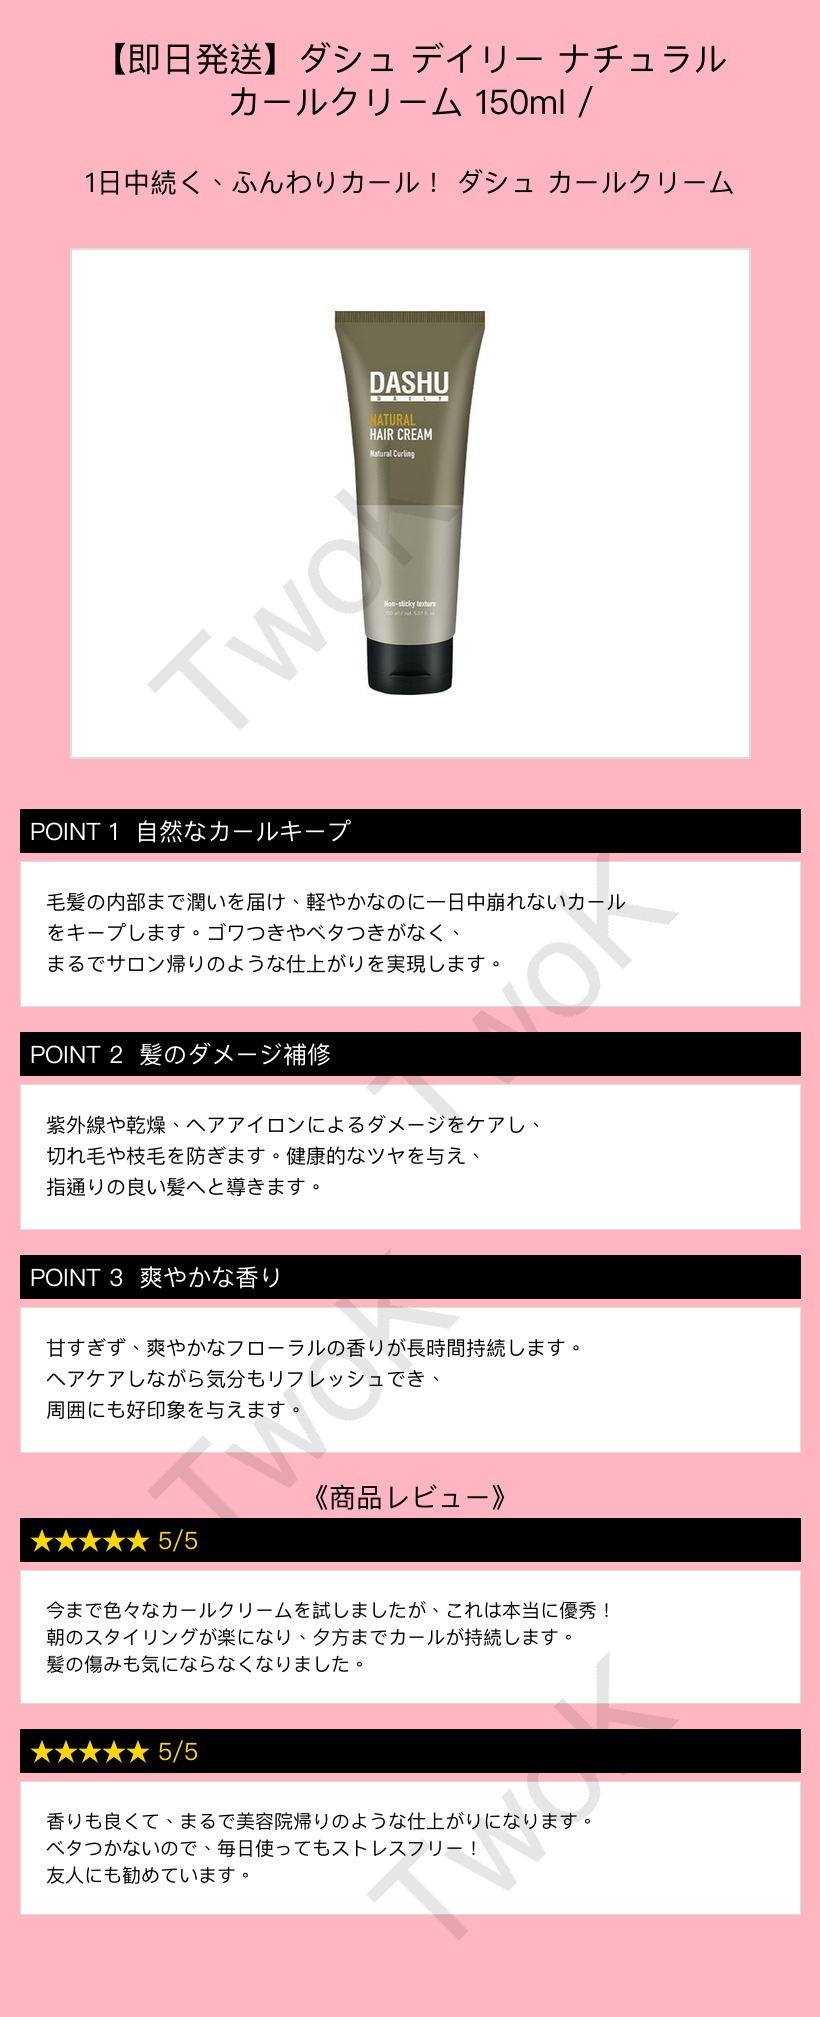 【即日発送】ダシュ デイリー ナチュラル
カールクリーム 150ml /
1日中続く、ふんわりカール！ ダシュ カールクリーム
DASHU
DAILY
NATURAL
HAIR CREAM
Natural Curling
Non-sticky texture
150 ml / net. 5.07 fl. oz.
TwoK
POINT 1 自然なカールキープ
毛髪の内部まで潤いを届け、軽やかなのに一日中崩れないカール
をキープします。ゴワつきやベタつきがなく、
まるでサロン帰りのような仕上がりを実現します。
TwoK
POINT 2 髪のダメージ補修
紫外線や乾燥、ヘアアイロンによるダメージをケアし、
切れ毛や枝毛を防ぎます。健康的なツヤを与え、
指通りの良い髪へと導きます。
POINT 3 爽やかな香り
甘すぎず、爽やかなフローラルの香りが長時間持続します。
ヘアケアしながら気分もリフレッシュでき、
周囲にも好印象を与えます。
TwoK
《商品レビュー》
★★★★★ 5/5
今まで色々なカールクリームを試しましたが、これは本当に優秀！
朝のスタイリングが楽になり、夕方までカールが持続します。
髪の傷みも気にならなくなりました。
★★★★★ 5/5
香りも良くて、まるで美容院帰りのような仕上がりになります。
ベタつかないので、毎日使ってもストレスフリー！
友人にも勧めています。
TwoK